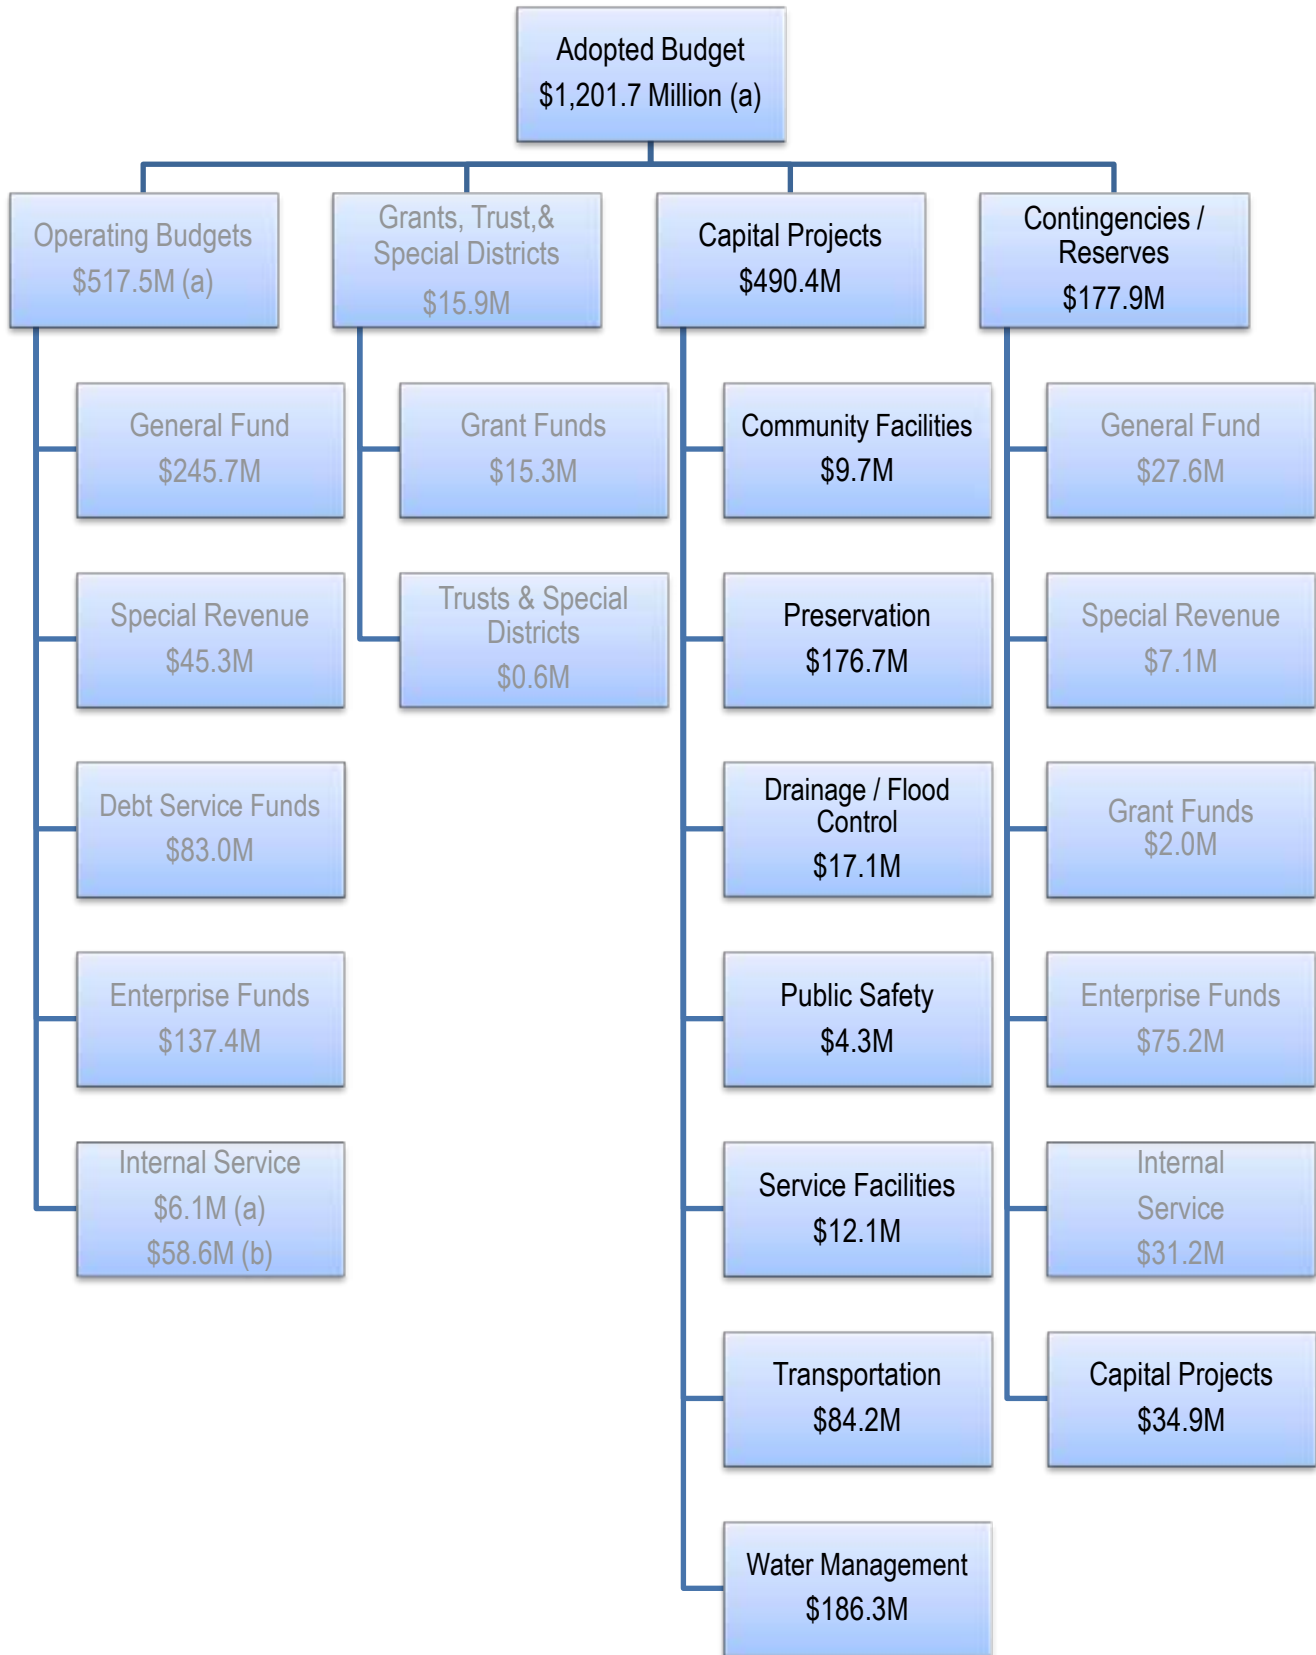 Adopted Budget
$1,201.7 Million (a)
Operating Budgets
$517.5M (a)
Grants, Trust,&
Special Districts
$15.9M
Capital Projects
$490.4M
Contingencies /
Reserves
$177.9M
General Fund
$245.7M
Special Revenue
$45.3M
Debt Service Funds
$83.0M
Enterprise Funds
$137.4M
Internal Service
$6.1M (a)
$58.6M (b)
Grant Funds
$15.3M
Trusts & Special
Districts
$0.6M
Community Facilities
$9.7M
Preservation
$176.7M
Drainage / Flood
Control
$17.1M
Public Safety
$4.3M
Service Facilities
$12.1M
Transportation
$84.2M
Water Management
$186.3M
General Fund
$27.6M
Special Revenue
$7.1M
Grant Funds
$2.0M
Enterprise Funds
$75.2M
Internal
Service
$31.2M
Capital Projects
$34.9M